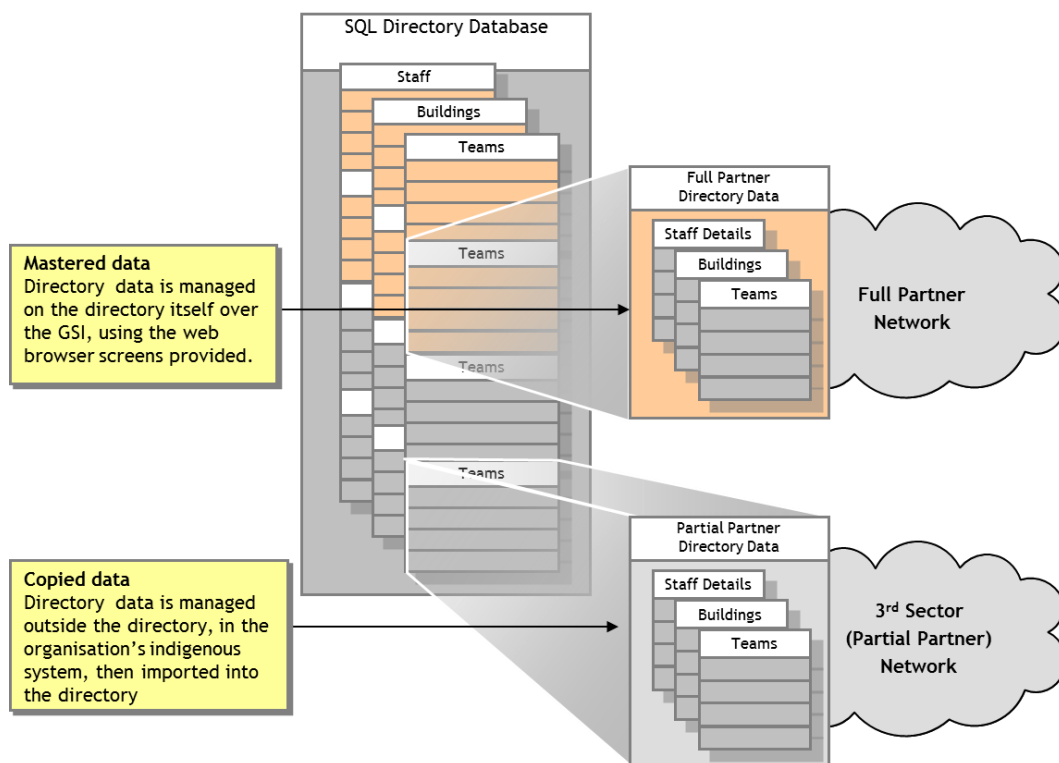 SQL Directory Database
Staff
Buildings
Teams
Teams
Teams
Teams
Full Partner
Directory Data
Staff Details
Buildings
Teams
Full Partner
Network
Mastered data
Directory data is managed
on the directory itself over
the GSI, using the web
browser screens provided.
Partial Partner
Directory Data
Staff Details
Buildings
Teams
3rd Sector
(Partial Partner)
Network
Copied data
Directory data is managed
outside the directory, in the
organisation’s indigenous
system, then imported into
the directory